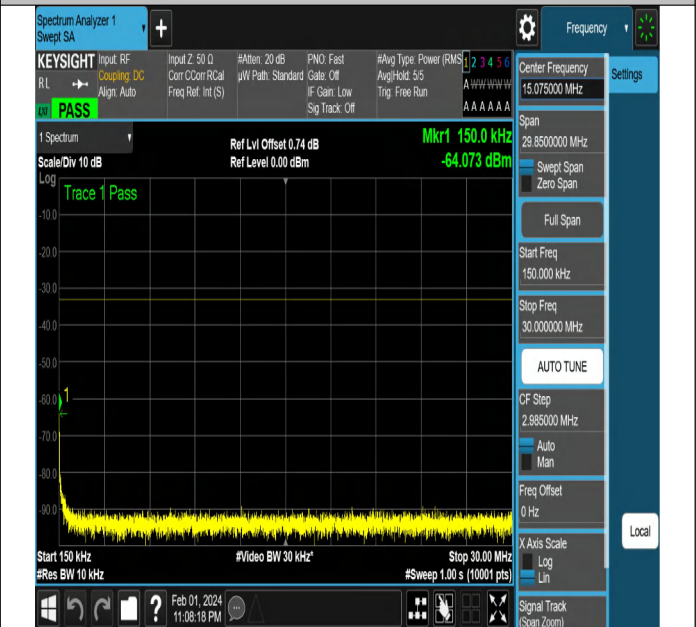 Spectrum Analyzer 1
Swept SA
Frequency
KEYSIGHT
Input: RF
Coupling: DC
Align: Auto
Input Z: 50 Ω
Corr CCorr RCal
Freq Ref: Int (S)
#Atten: 20 dB
µW Path: Standard
PNO: Fast
Gate: Off
IF Gain: Low
Sig Track: Off
#Avg Type: Power (RMS
Avg|Hold: 5/5
Trig: Free Run
1 2 3 4 5 6
A W W W W W
A A A A A A
RL
LXI
PASS
1 Spectrum
Scale/Div 10 dB
Ref Lvl Offset 0.74 dB
Ref Level 0.00 dBm
Mkr1 150.0 kHz
-64.073 dBm
Log
Trace 1 Pass
-10.0
-20.0
-30.0
-40.0
-50.0
-60.0
1
-70.0
-80.0
-90.0
Start 150 kHz
#Video BW 30 kHz*
Stop 30.00 MHz
#Res BW 10 kHz
#Sweep 1.00 s (10001 pts)
?
Feb 01, 2024
11:08:18 PM
Center Frequency
15.075000 MHz
Settings
Span
29.8500000 MHz
Swept Span
Zero Span
Full Span
Start Freq
150.000 kHz
Stop Freq
30.000000 MHz
AUTO TUNE
CF Step
2.985000 MHz
Auto
Man
Freq Offset
0 Hz
Local
X Axis Scale
Log
Lin
Signal Track
(Span Zoom)